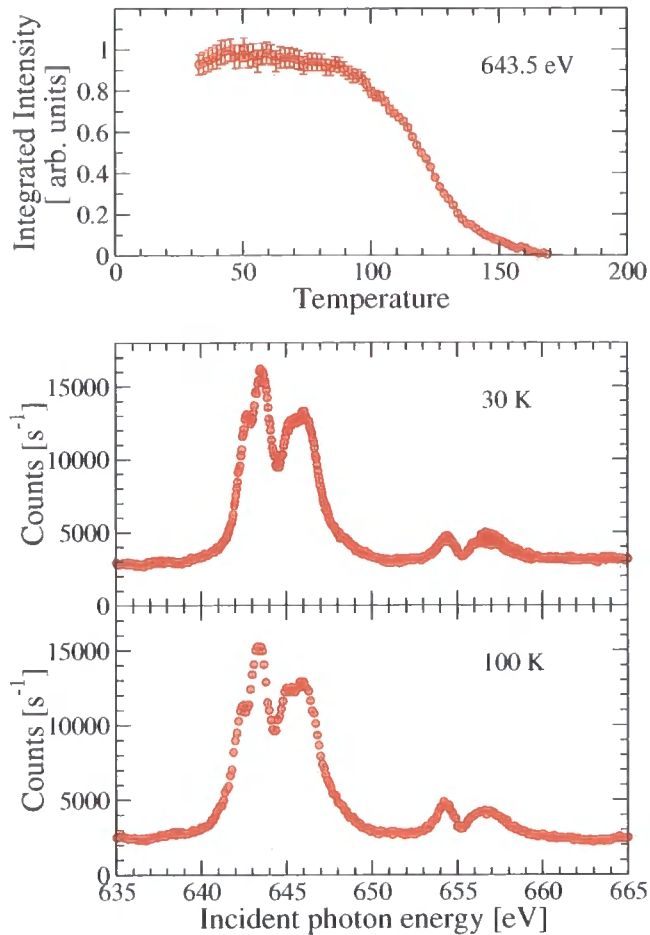 Integrated Intensity
[ arb. units]
1
0.8
0.6
0.4
0.2
0
643.5 eV
0 50 100 150 200
Temperature
Counts [s⁻¹]
15000
10000
5000
0
30 K
Counts [s⁻¹]
15000
10000
5000
0
100 K
635 640 645 650 655 660 665
Incident photon energy [eV]